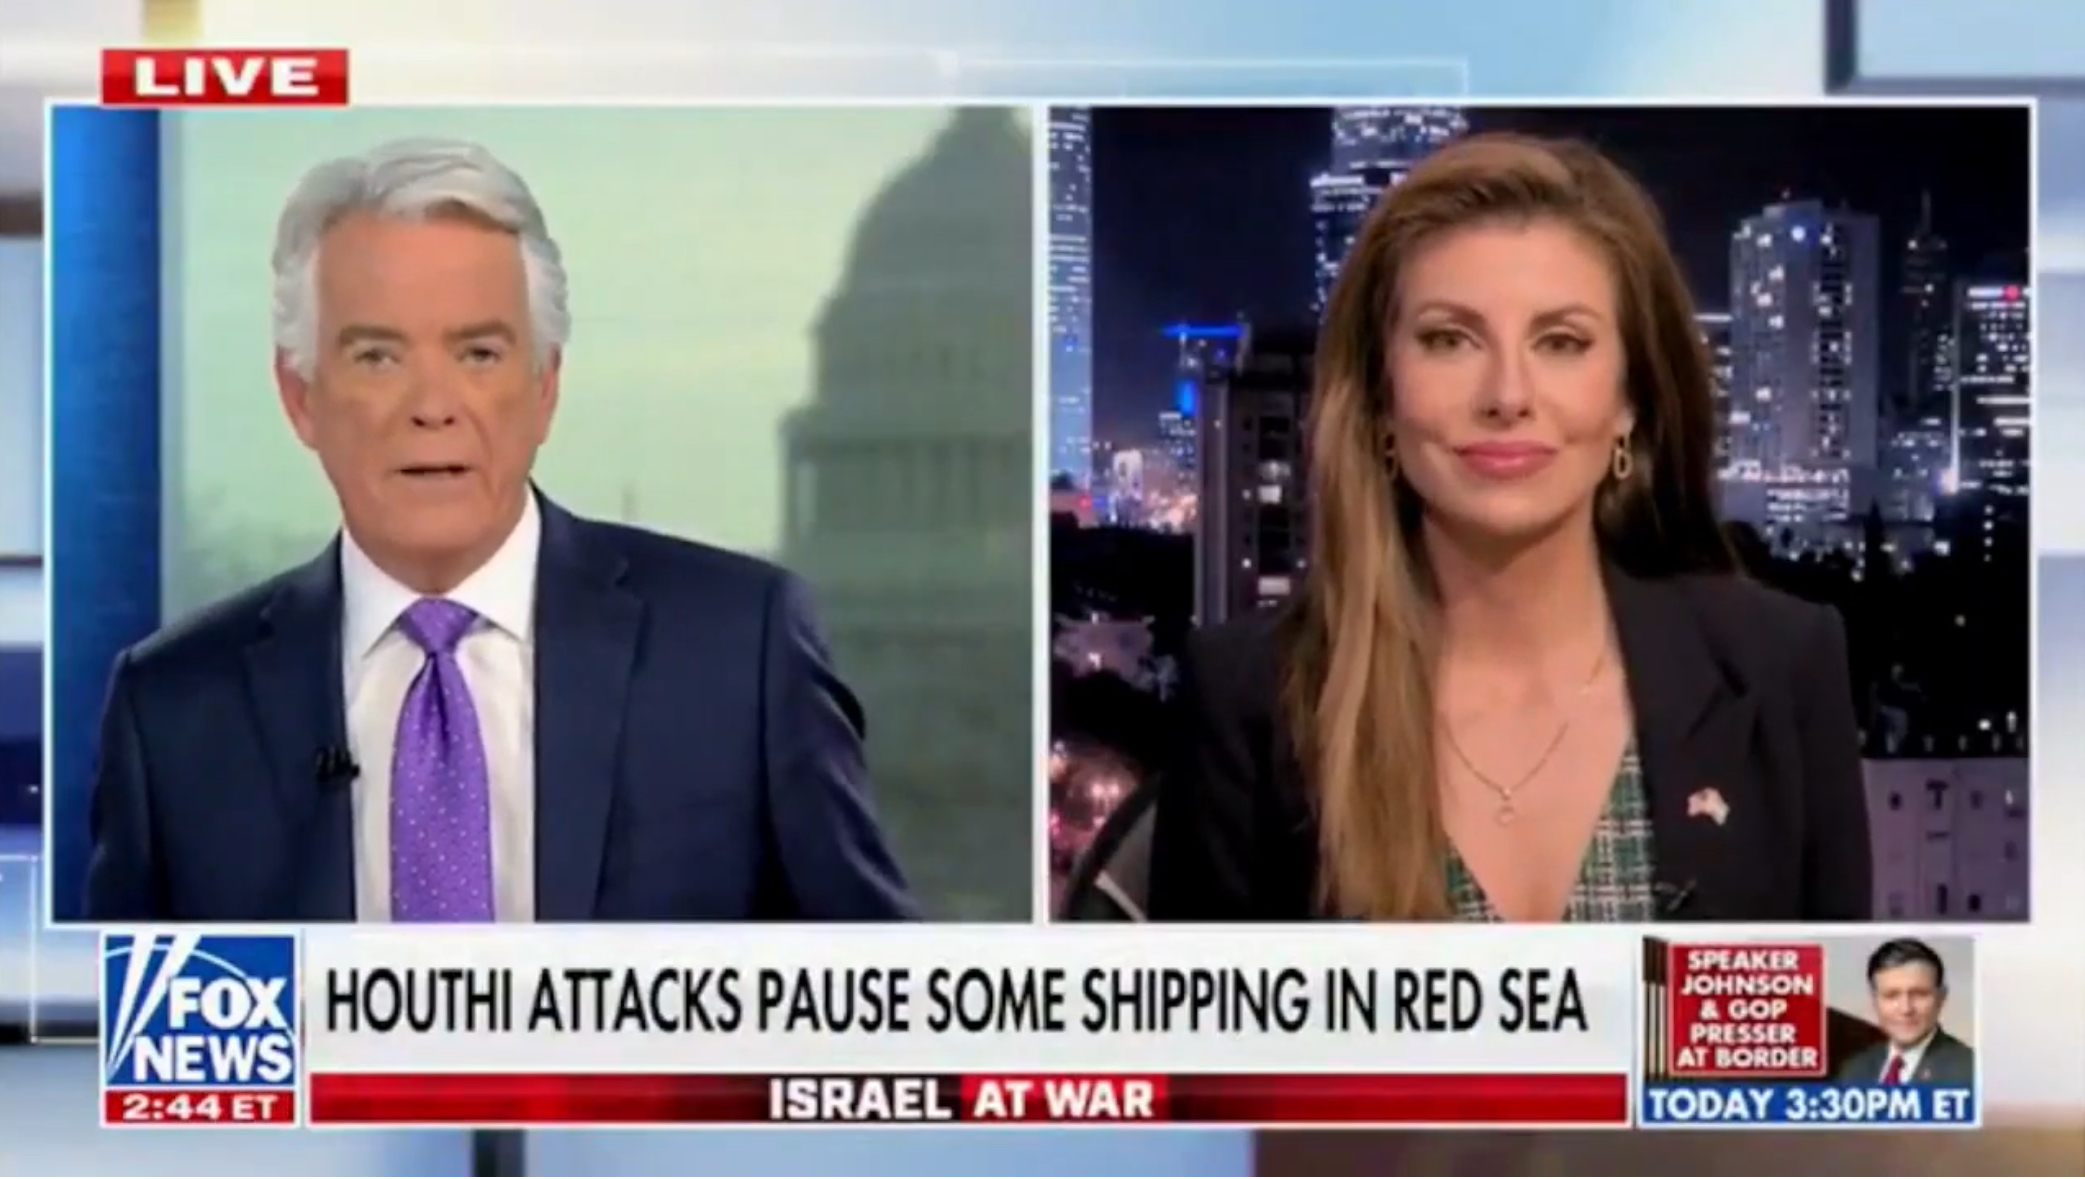 LIVE
HOUTHI ATTACKS PAUSE SOME SHIPPING IN RED SEA
ISRAEL AT WAR
FOX
NEWS
2:44 ET
SPEAKER
JOHNSON
& GOP
PRESSER
AT BORDER
TODAY 3:30PM ET